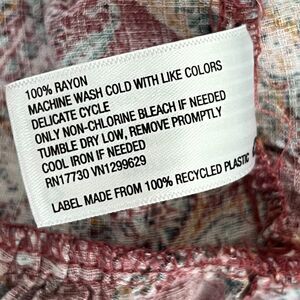 100% RAYON
MACHINE WASH COLD WITH LIKE COLORS
DELICATE CYCLE
ONLY NON-CHLORINE BLEACH IF NEEDED
TUMBLE DRY LOW, REMOVE PROMPTLY
COOL IRON IF NEEDED
RN17730 VN1299629
LABEL MADE FROM 100% RECYCLED PLASTIC